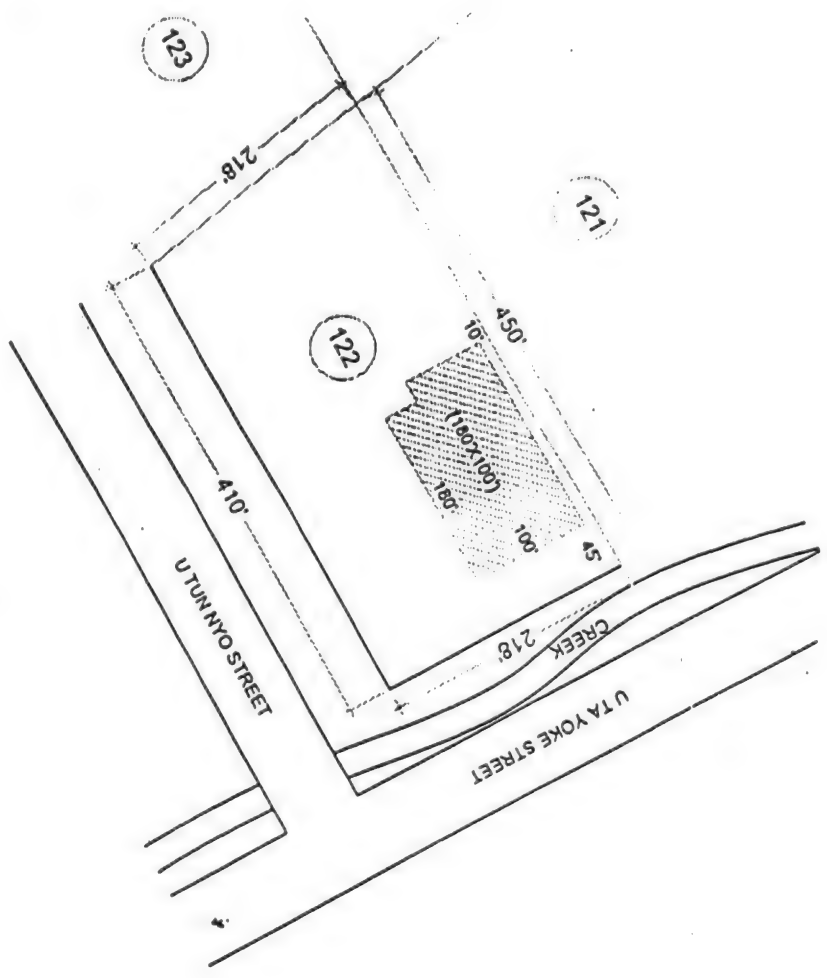 123
218'
121
122
10'
450'
(180'X100')
180'
100'
45'
410'
U TUN NYO STREET
218'
CREEK
U TA YOKE STREET